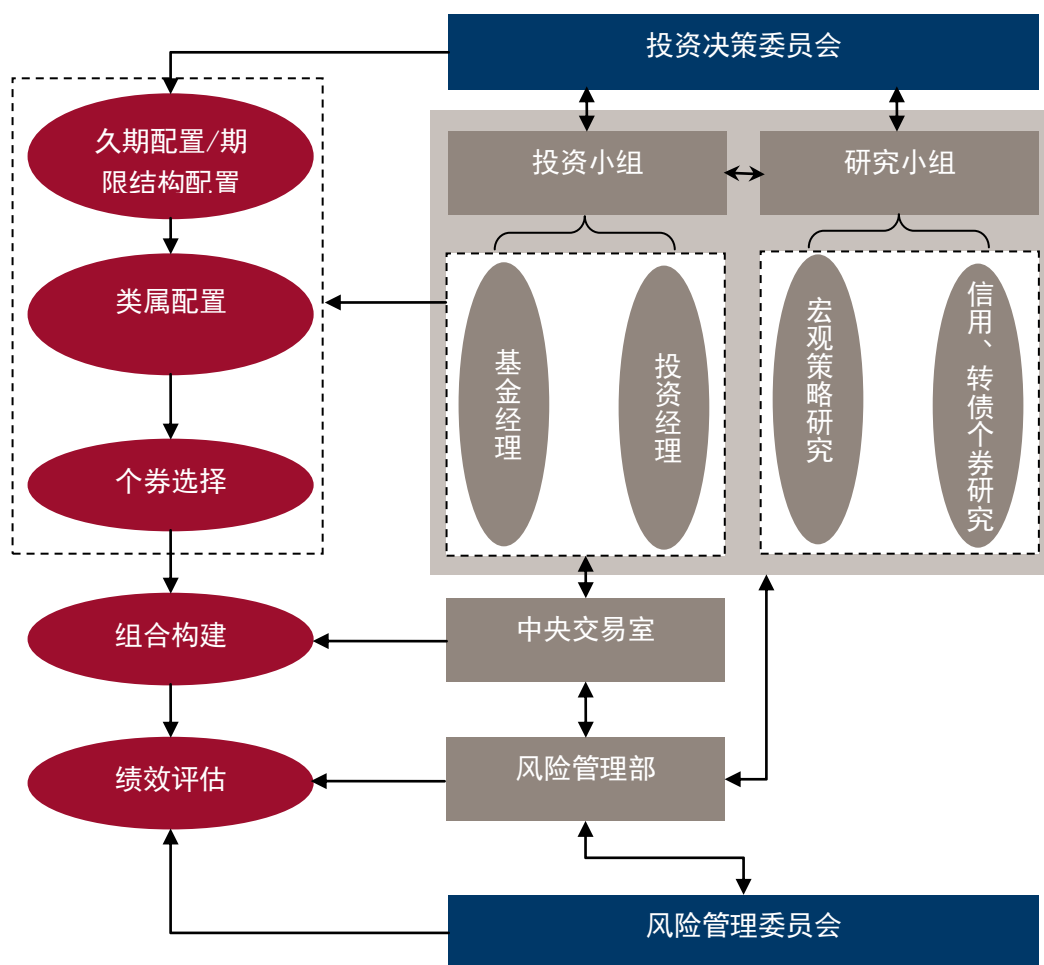 投资决策委员会
久期配置/期
限结构配置
投资小组
研究小组
类属配置
基金经理
投资经理
宏观策略研究
信用、转债个券研究
个券选择
组合构建
中央交易室
绩效评估
风险管理部
风险管理委员会